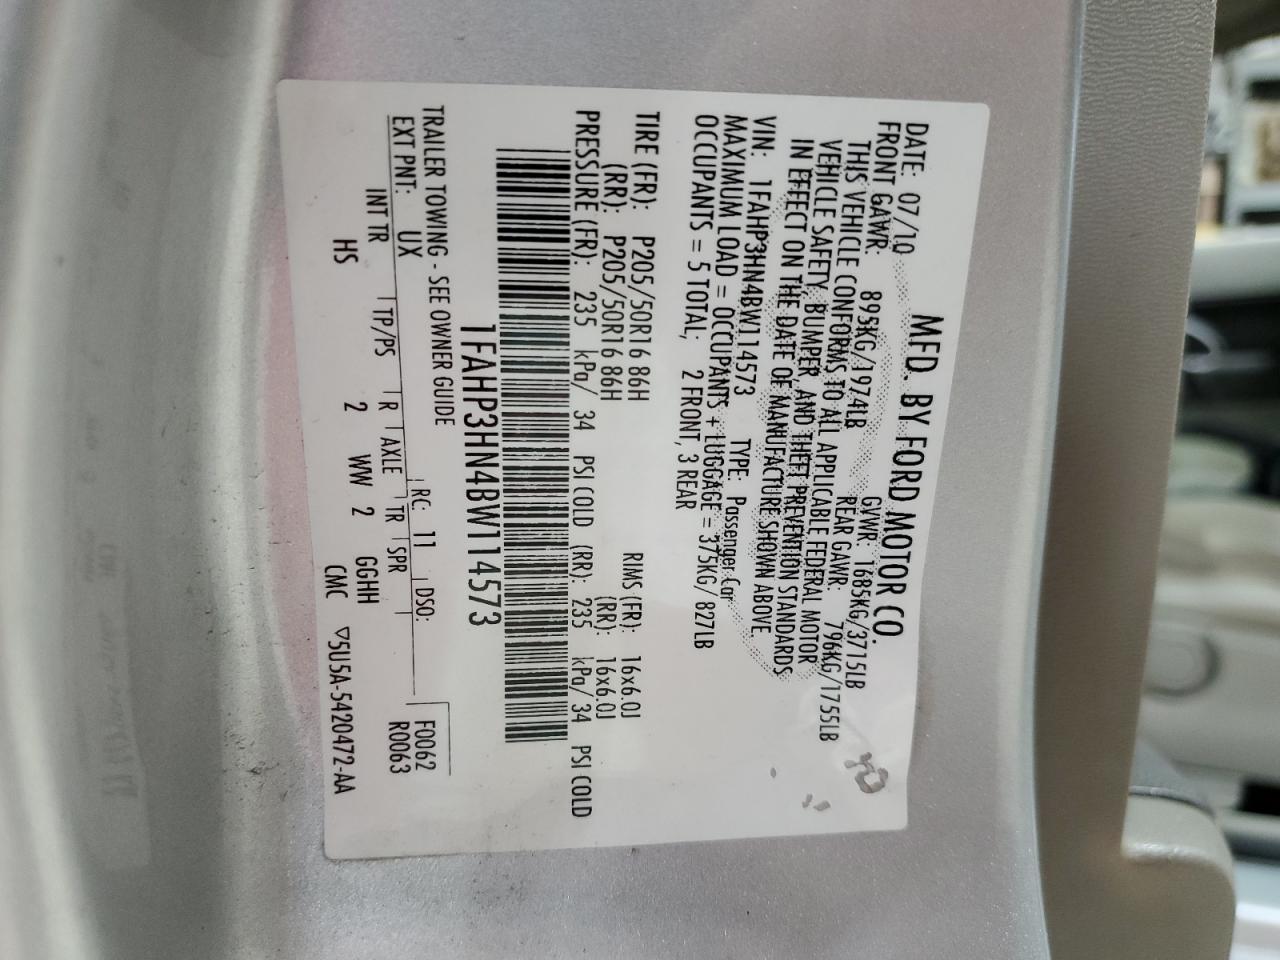 MFD. BY FORD MOTOR CO.
DATE: 07/10 GVWR: 1685KG/3715LB
FRONT GAWR: 895KG/1974LB REAR GAWR: 796KG/1755LB
THIS VEHICLE CONFORMS TO ALL APPLICABLE FEDERAL MOTOR
VEHICLE SAFETY, BUMPER, AND THEFT PREVENTION STANDARDS
IN EFFECT ON THE DATE OF MANUFACTURE SHOWN ABOVE.
VIN: 1FAHP3HN4BW114573 TYPE: Passenger Car
MAXIMUM LOAD = OCCUPANTS + LUGGAGE = 375KG/ 827LB
OCCUPANTS = 5 TOTAL; 2 FRONT, 3 REAR
TIRE (FR): P205/50R16 86H RIMS (FR): 16x6.0J
(RR): P205/50R16 86H (RR): 16x6.0J
PRESSURE (FR): 235 kPa/ 34 PSI COLD (RR): 235 kPa/ 34 PSI COLD
1FAHP3HN4BW114573
TRAILER TOWING - SEE OWNER GUIDE
F0062
R0063
EXT PNT: UX RC: 11 DSO:
INT TR TP/PS R AXLE TR SPR
HS 2 WW 2 GGHH
CMC ▽5U5A-5420472-AA